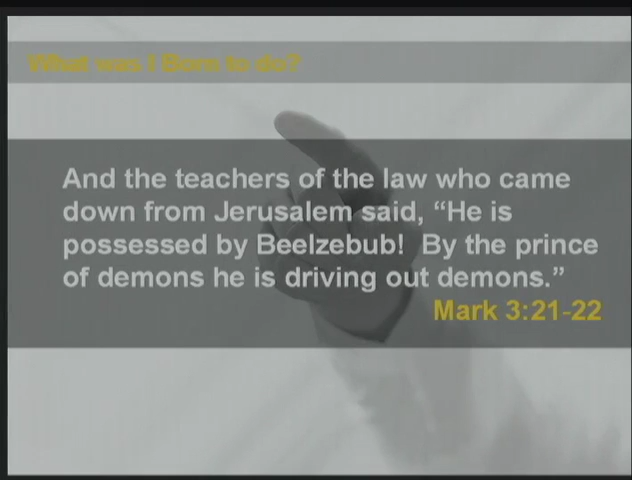 What was I Born to do?
And the teachers of the law who came
down from Jerusalem said, “He is
possessed by Beelzebub!  By the prince
of demons he is driving out demons.”
Mark 3:21-22